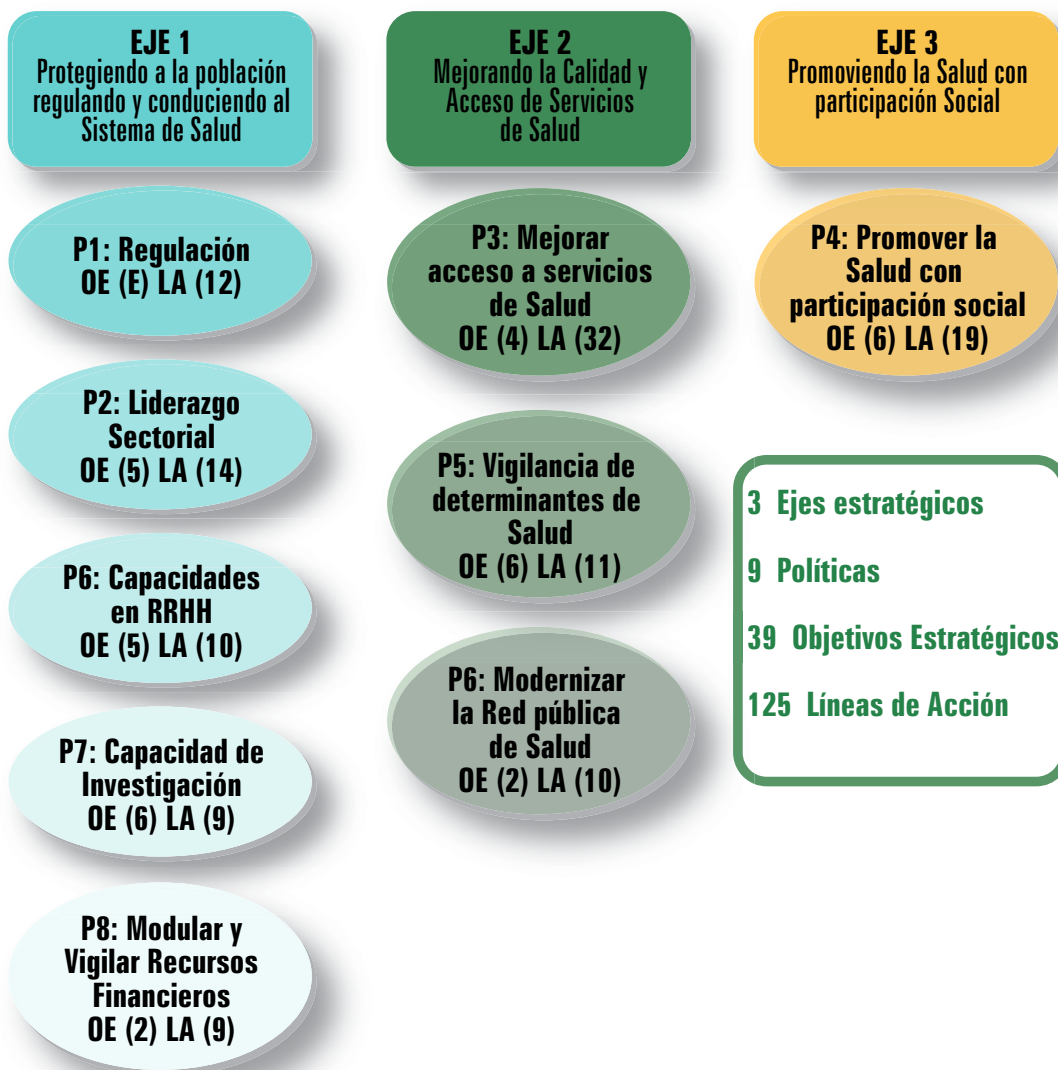 EJE 1
Protegiendo a la población
regulando y conduciendo al
Sistema de Salud
P1: Regulación
OE (E) LA (12)
P2: Liderazgo
Sectorial
OE (5) LA (14)
P6: Capacidades
en RRHH
OE (5) LA (10)
P7: Capacidad de
Investigación
OE (6) LA (9)
P8: Modular y
Vigilar Recursos
Financieros
OE (2) LA (9)
EJE 2
Mejorando la Calidad y
Acceso de Servicios
de Salud
P3: Mejorar
acceso a servicios
de Salud
OE (4) LA (32)
P5: Vigilancia de
determinantes de
Salud
OE (6) LA (11)
P6: Modernizar
la Red pública
de Salud
OE (2) LA (10)
EJE 3
Promoviendo la Salud con
participación Social
P4: Promover la
Salud con
participación social
OE (6) LA (19)
3 Ejes estratégicos
9 Políticas
39 Objetivos Estratégicos
125 Líneas de Acción